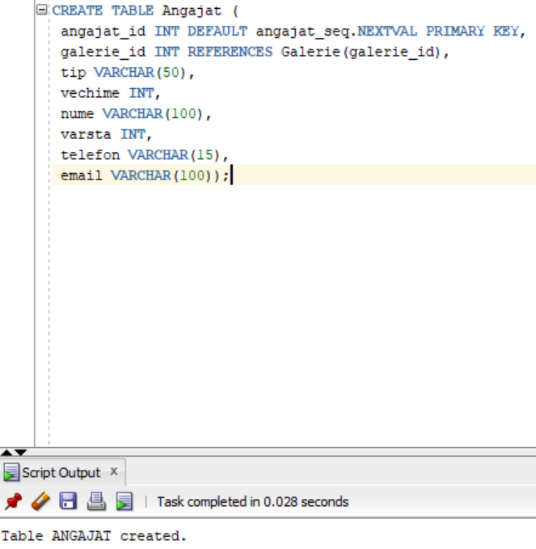 CREATE TABLE Angajat (
angajat_id INT DEFAULT angajat_seq.NEXTVAL PRIMARY KEY,
galerie_id INT REFERENCES Galerie(galerie_id),
tip VARCHAR(50),
vechime INT,
nume VARCHAR(100),
varsta INT,
telefon VARCHAR(15),
email VARCHAR(100));
Script Output x
Task completed in 0.028 seconds
Table ANGAJAT created.